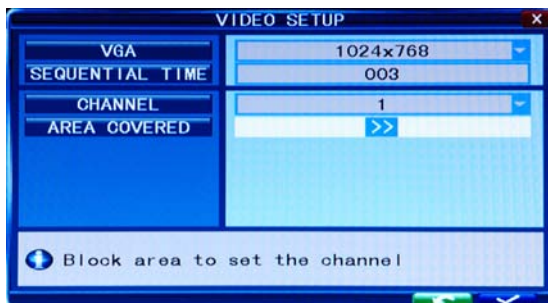 VIDEO SETUP X
VGA 1024x768
SEQUENTIAL TIME 003
CHANNEL 1
AREA COVERED >>
Block area to set the channel